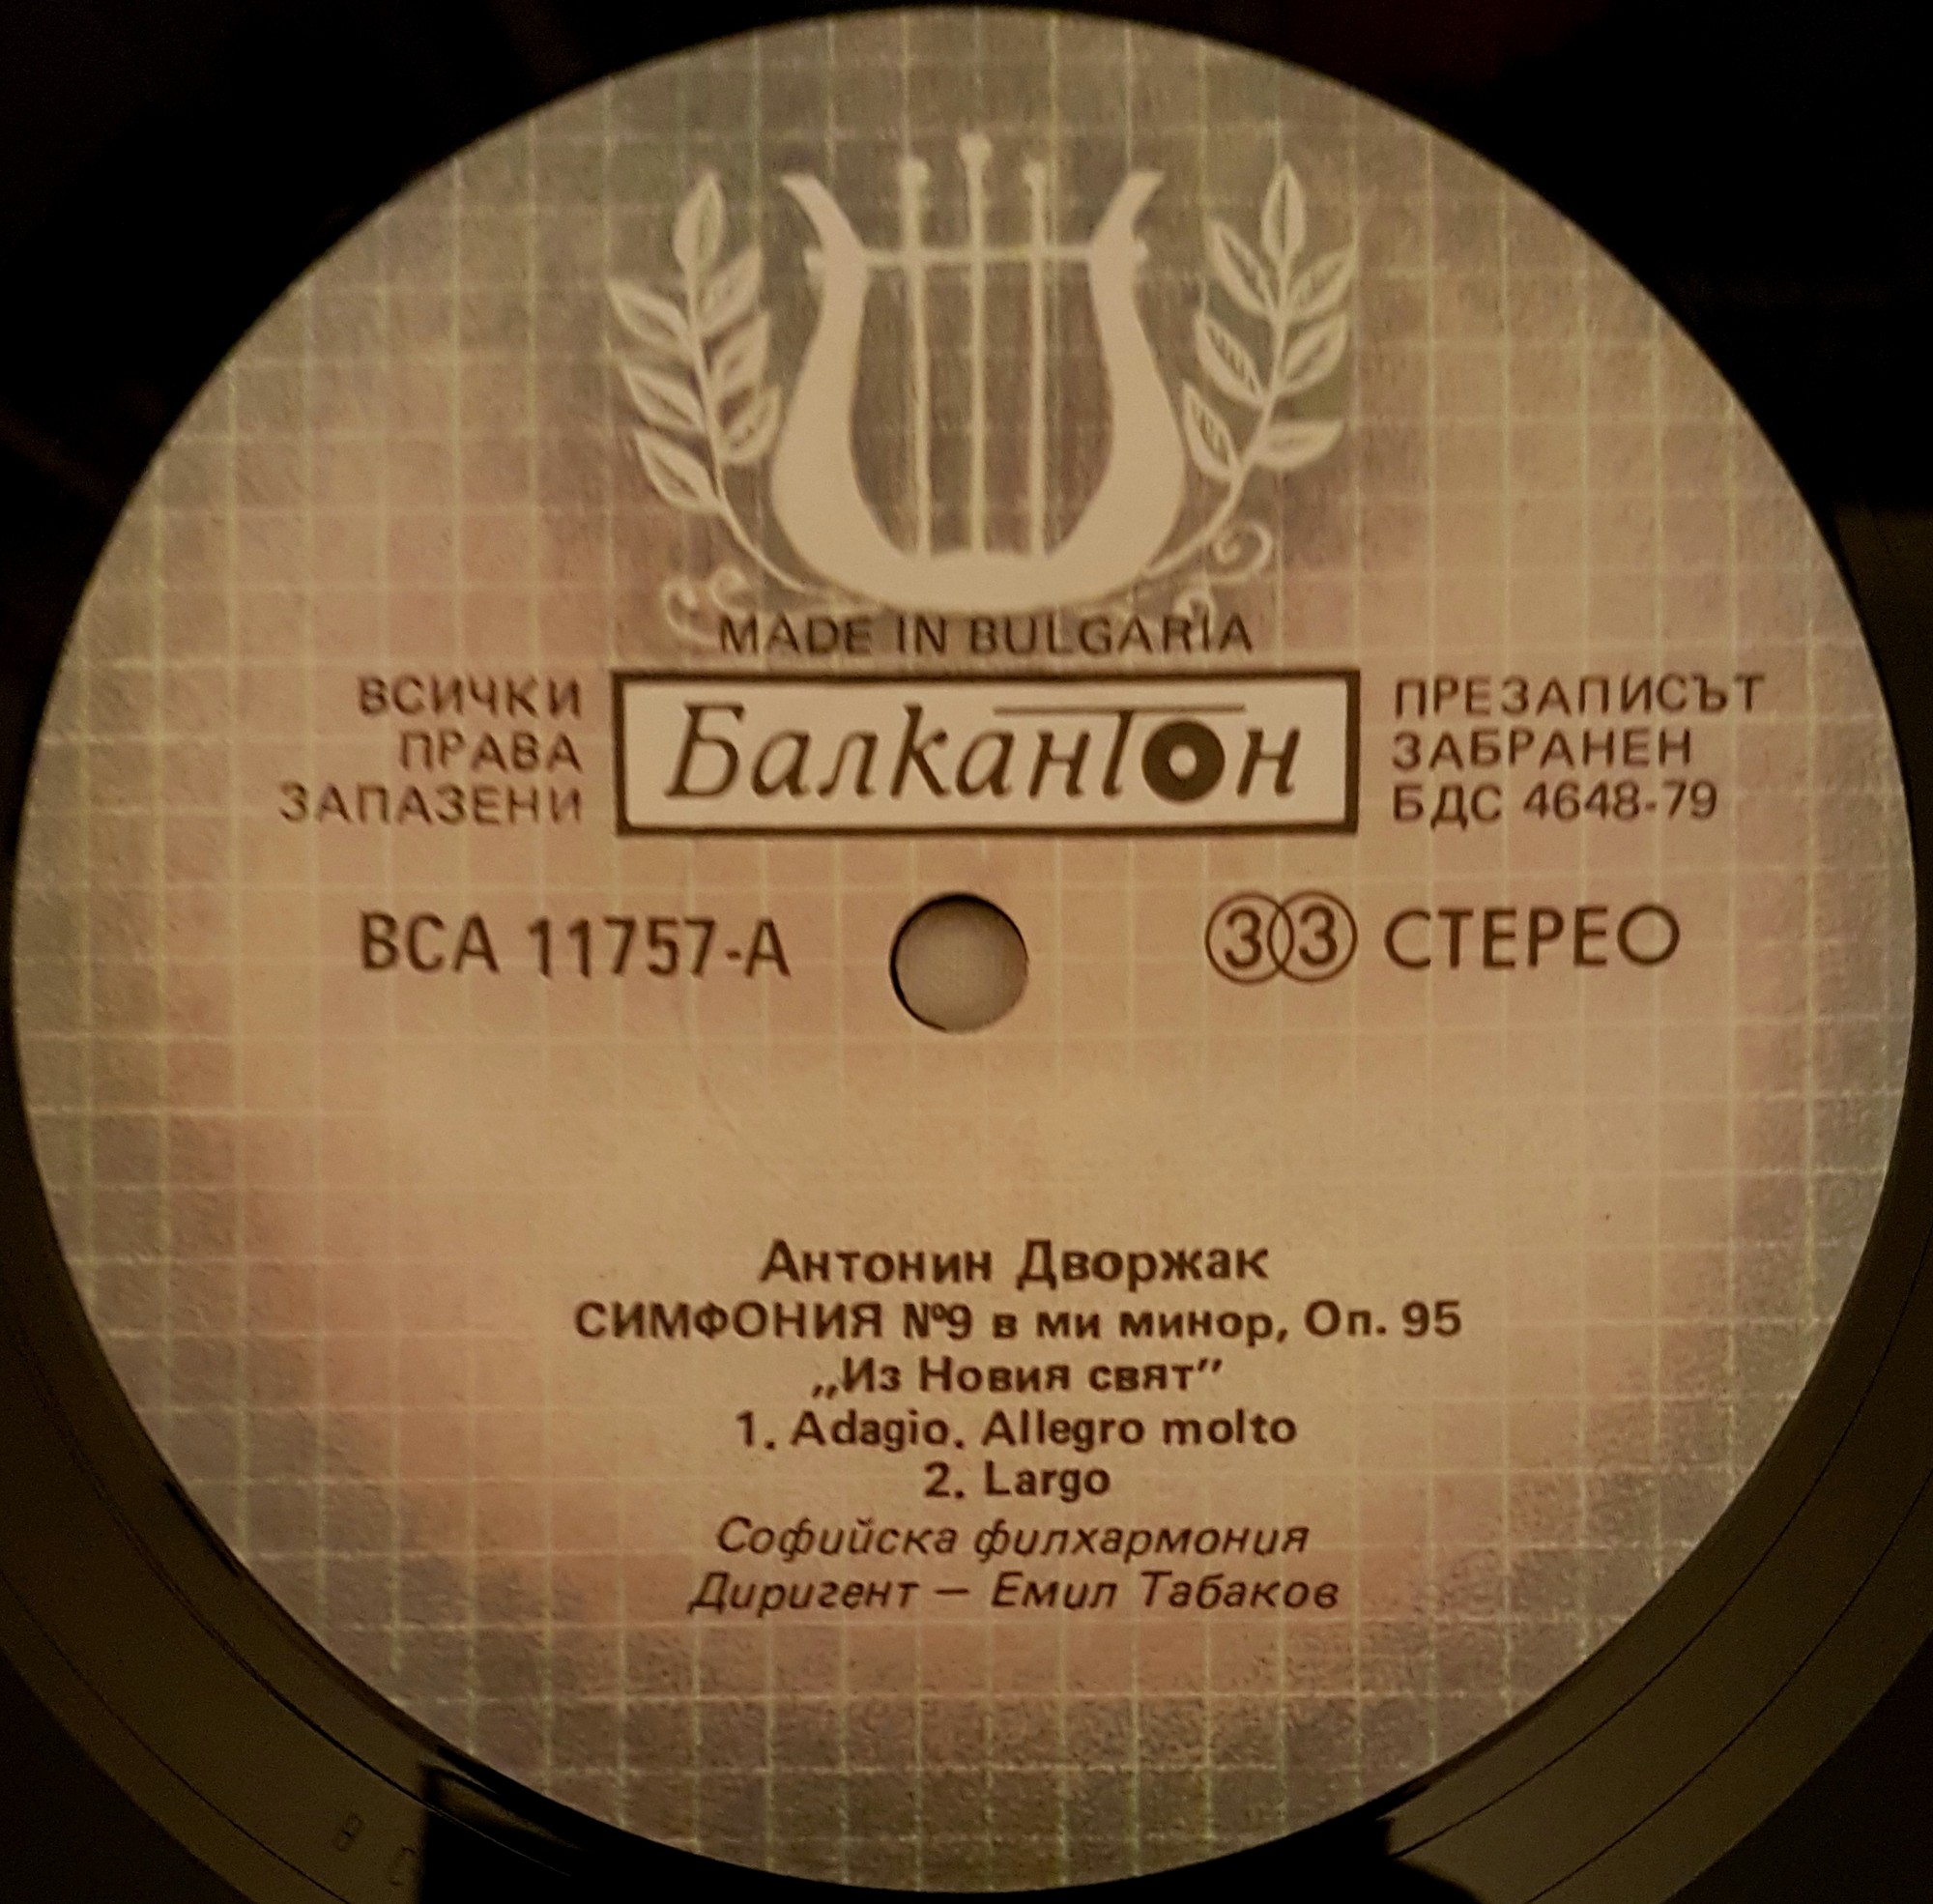 MADE IN BULGARIA
ВСИЧКИ
ПРАВА
ЗАПАЗЕНИ
Балкантон
ПРЕЗАПИСЪТ
ЗАБРАНЕН
БДС 4648-79
ВСА 11757-А
33 СТЕРЕО
Антонин Дворжак
СИМФОНИЯ №9 в ми минор, Оп. 95
„Из Новия свят”
1. Adagio. Allegro molto
2. Largo
Софийска филхармония
Диригент — Емил Табаков
В С